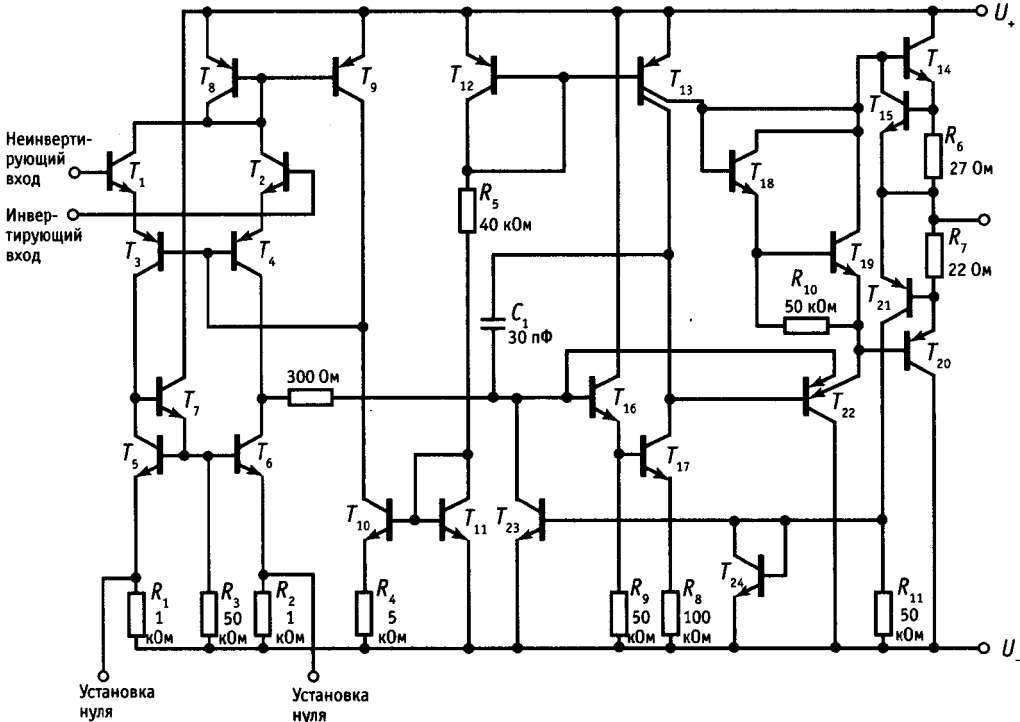 U+
T8
T9
T12
T13
T14
T15
R6
27 Ом
Неинверти-
рующий
вход
T1
T2
T18
Инвер-
тирующий
вход
R5
40 кОм
T3
T4
T19
R7
22 Ом
R10
50 кОм
T21
C1
30 пФ
T20
300 Ом
T7
T16
T22
T5
T6
T17
T10
T11
T23
T24
R1
1
кОм
R3
50
кОм
R2
1
кОм
R4
5
кОм
R9
50
кОм
R8
100
кОм
R11
50
кОм
U–
Установка
нуля
Установка
нуля